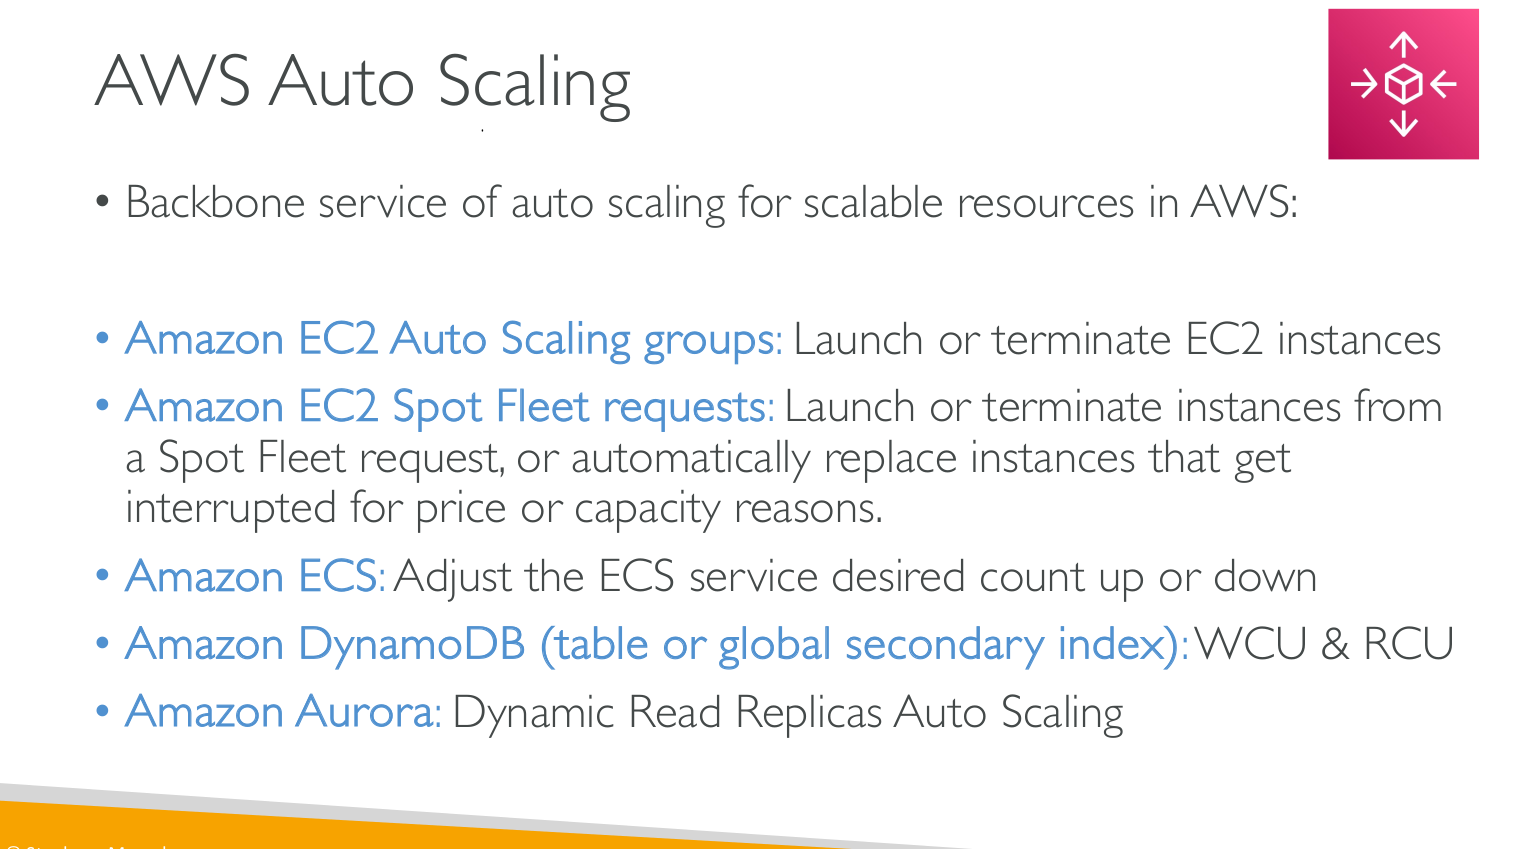 AWS Auto Scaling
• Backbone service of auto scaling for scalable resources in AWS:
• Amazon EC2 Auto Scaling groups: Launch or terminate EC2 instances
• Amazon EC2 Spot Fleet requests: Launch or terminate instances from
a Spot Fleet request, or automatically replace instances that get
interrupted for price or capacity reasons.
• Amazon ECS: Adjust the ECS service desired count up or down
• Amazon DynamoDB (table or global secondary index): WCU & RCU
• Amazon Aurora: Dynamic Read Replicas Auto Scaling